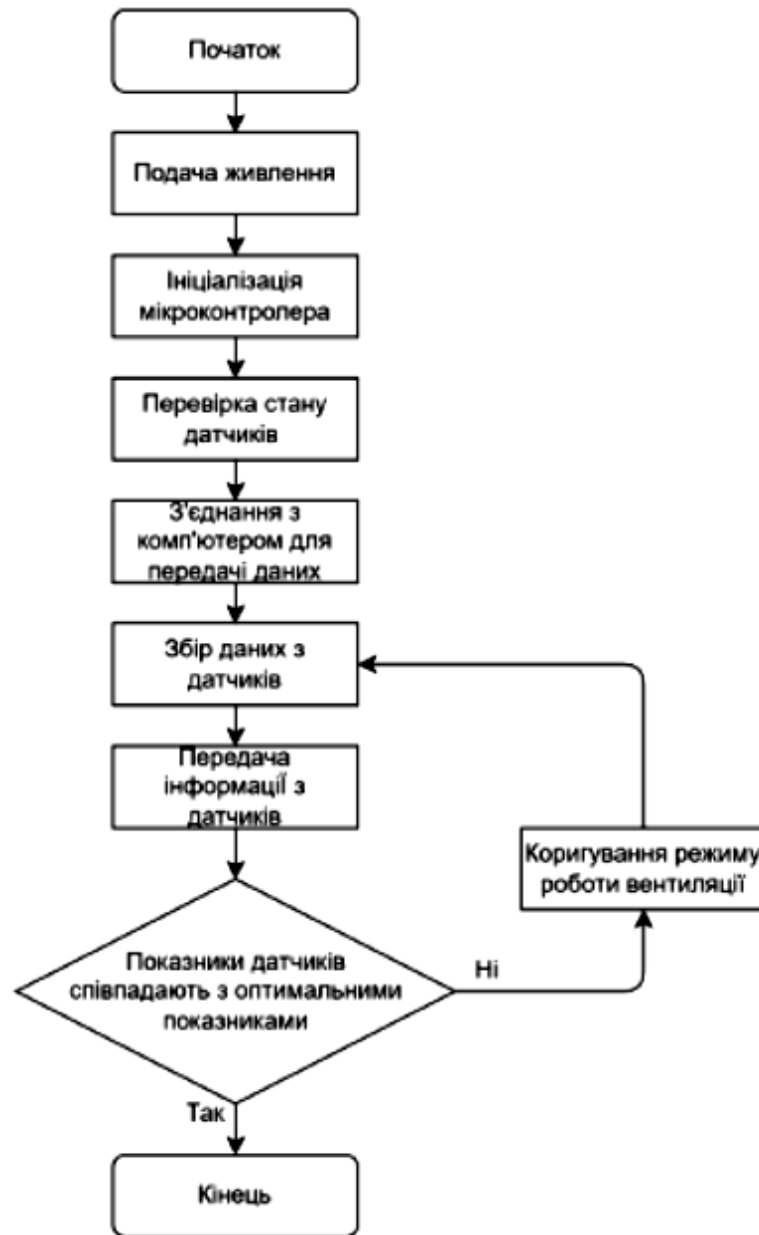 Початок
Подача живлення
Ініціалізація
мікроконтролера
Перевірка стану
датчиків
З'єднання з
комп'ютером для
передачі даних
Збір даних з
датчиків
Передача
інформації з
датчиків
Коригування режиму
роботи вентиляції
Показники датчиків
співпадають з оптимальними
показниками
Ні
Так
Кінець